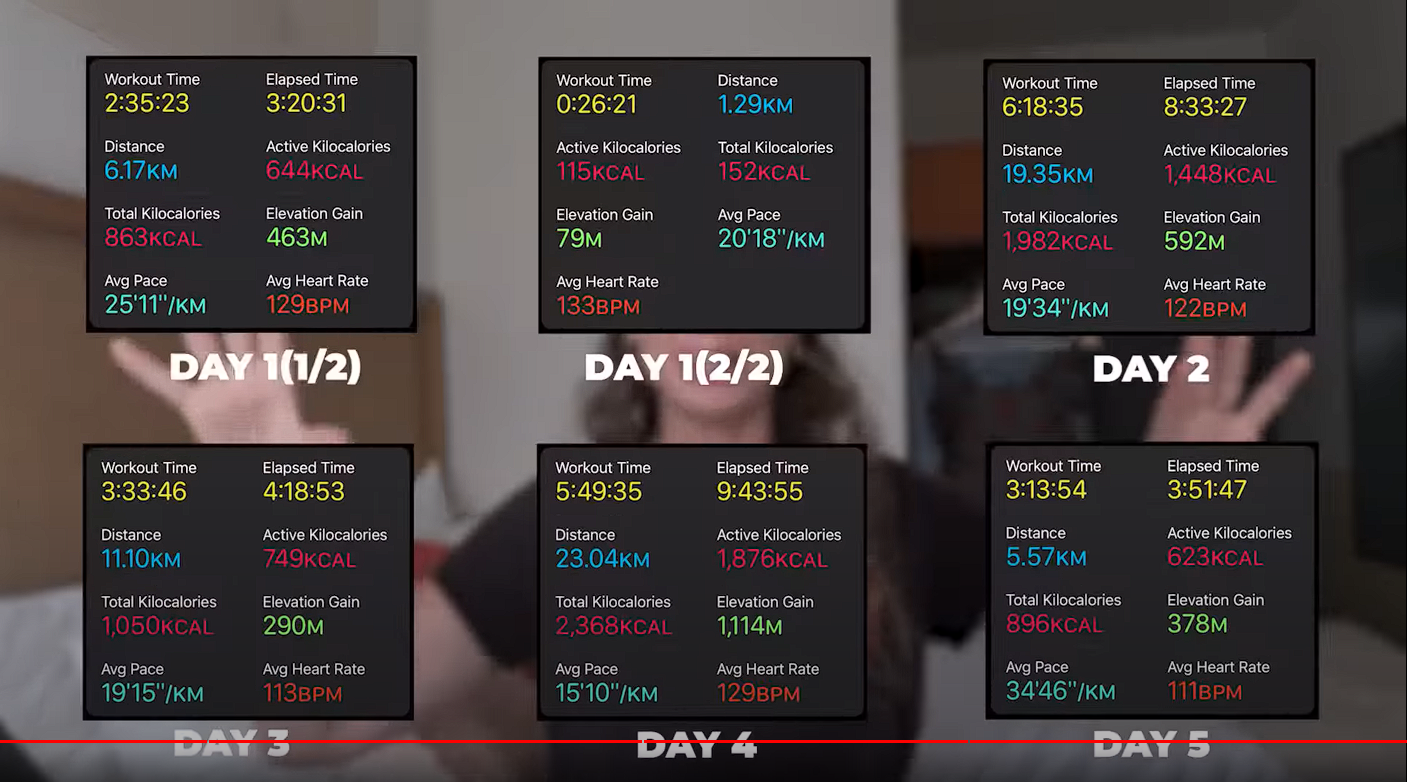 Workout Time Elapsed Time
2:35:23 3:20:31
Distance Active Kilocalories
6.17KM 644KCAL
Total Kilocalories Elevation Gain
863KCAL 463M
Avg Pace Avg Heart Rate
25'11"/KM 129BPM
DAY 1(1/2)
Workout Time Distance
0:26:21 1.29KM
Active Kilocalories Total Kilocalories
115KCAL 152KCAL
Elevation Gain Avg Pace
79M 20'18"/KM
Avg Heart Rate
133BPM
DAY 1(2/2)
Workout Time Elapsed Time
6:18:35 8:33:27
Distance Active Kilocalories
19.35KM 1,448KCAL
Total Kilocalories Elevation Gain
1,982KCAL 592M
Avg Pace Avg Heart Rate
19'34"/KM 122BPM
DAY 2
Workout Time Elapsed Time
3:33:46 4:18:53
Distance Active Kilocalories
11.10KM 749KCAL
Total Kilocalories Elevation Gain
1,050KCAL 290M
Avg Pace Avg Heart Rate
19'15"/KM 113BPM
DAY 3
Workout Time Elapsed Time
5:49:35 9:43:55
Distance Active Kilocalories
23.04KM 1,876KCAL
Total Kilocalories Elevation Gain
2,368KCAL 1,114M
Avg Pace Avg Heart Rate
15'10"/KM 129BPM
DAY 4
Workout Time Elapsed Time
3:13:54 3:51:47
Distance Active Kilocalories
5.57KM 623KCAL
Total Kilocalories Elevation Gain
896KCAL 378M
Avg Pace Avg Heart Rate
34'46"/KM 111BPM
DAY 5